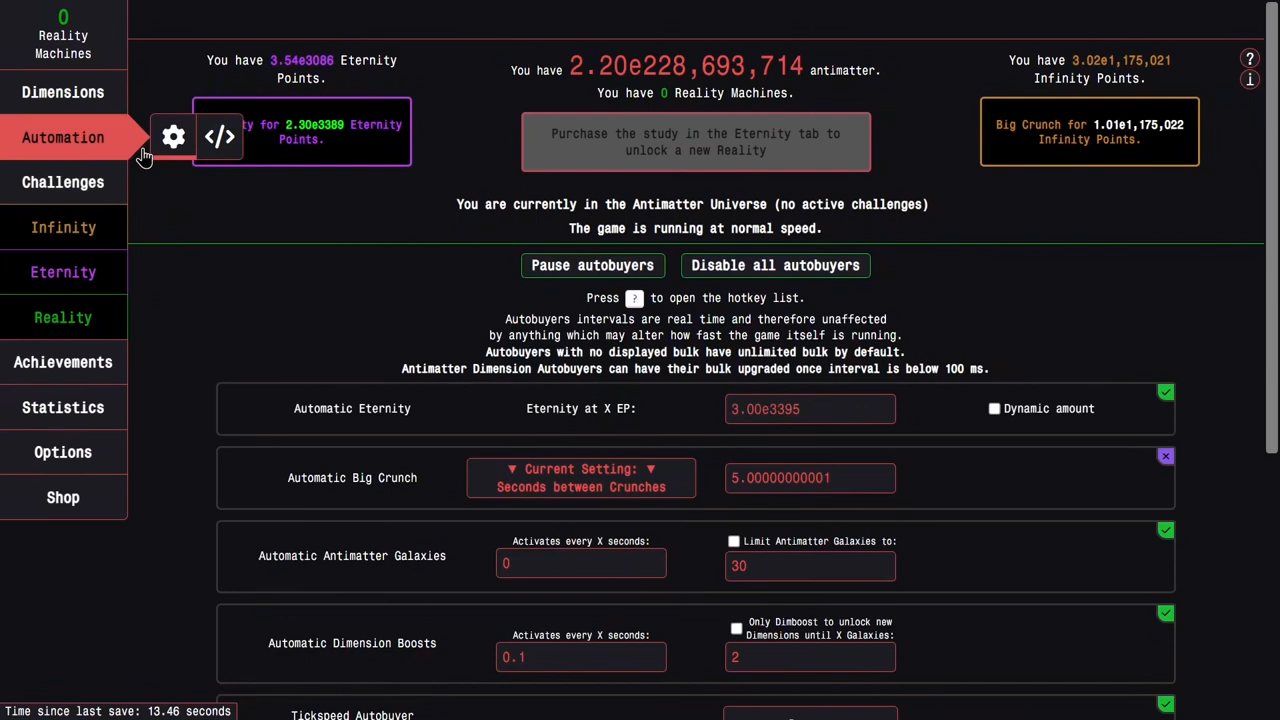 0
Reality
Machines
Dimensions
Automation
</>
Challenges
Infinity
Eternity
Reality
Achievements
Statistics
Options
Shop
You have 3.54e3086 Eternity
Points.
ty for 2.30e3389 Eternity
Points.
You have 2.20e228,693,714 antimatter.
You have 0 Reality Machines.
Purchase the study in the Eternity tab to
unlock a new Reality
You have 3.02e1,175,021
Infinity Points.
Big Crunch for 1.01e1,175,022
Infinity Points.
?
i
You are currently in the Antimatter Universe (no active challenges)
The game is running at normal speed.
Pause autobuyers
Disable all autobuyers
Press ? to open the hotkey list.
Autobuyers intervals are real time and therefore unaffected
by anything which may alter how fast the game itself is running.
Autobuyers with no displayed bulk have unlimited bulk by default.
Antimatter Dimension Autobuyers can have their bulk upgraded once interval is below 100 ms.
Automatic Eternity
Eternity at X EP:
3.00e3395
Dynamic amount
Automatic Big Crunch
▼ Current Setting: ▼
Seconds between Crunches
5.00000000001
Automatic Antimatter Galaxies
Activates every X seconds:
0
Limit Antimatter Galaxies to:
30
Automatic Dimension Boosts
Activates every X seconds:
0.1
Only Dimboost to unlock new
Dimensions until X Galaxies:
2
Tickspeed Autobuyer
Time since last save: 13.46 seconds